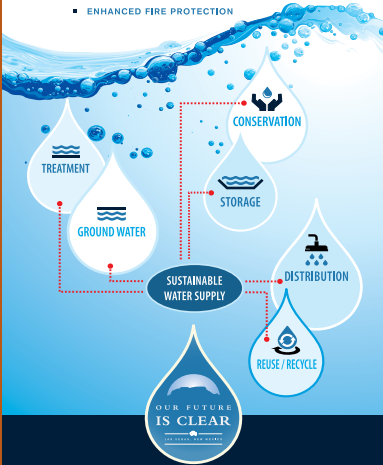 ▪ ENHANCED FIRE PROTECTION
CONSERVATION
TREATMENT
STORAGE
GROUND WATER
SUSTAINABLE
WATER SUPPLY
DISTRIBUTION
REUSE / RECYCLE
OUR FUTURE
IS CLEAR